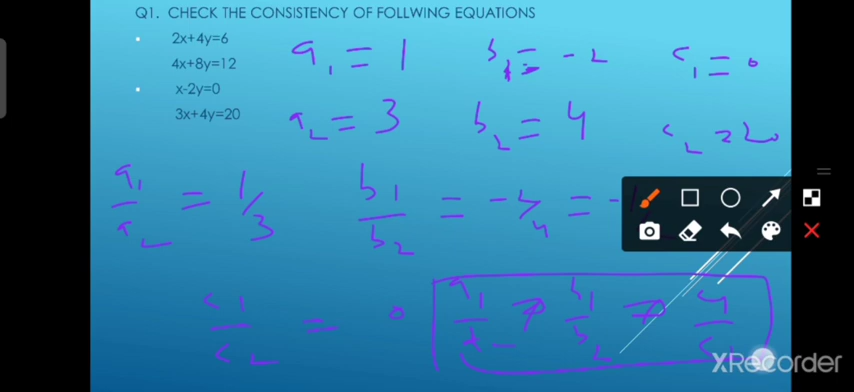 Q1. CHECK THE CONSISTENCY OF FOLLWING EQUATIONS
• 2x+4y=6
4x+8y=12
• x-2y=0
3x+4y=20
a₁ = 1 b₁ = -2 c₁ = 0
a₂ = 3 b₂ = 4 c₂ = 20
a₁/a₂ = 1/3 b₁/b₂ = -2/4 = -1
c₁/c₂ = 0 a₁/a₂ ≠ b₁/b₂ ≠ c₁/c₂
XRecorder